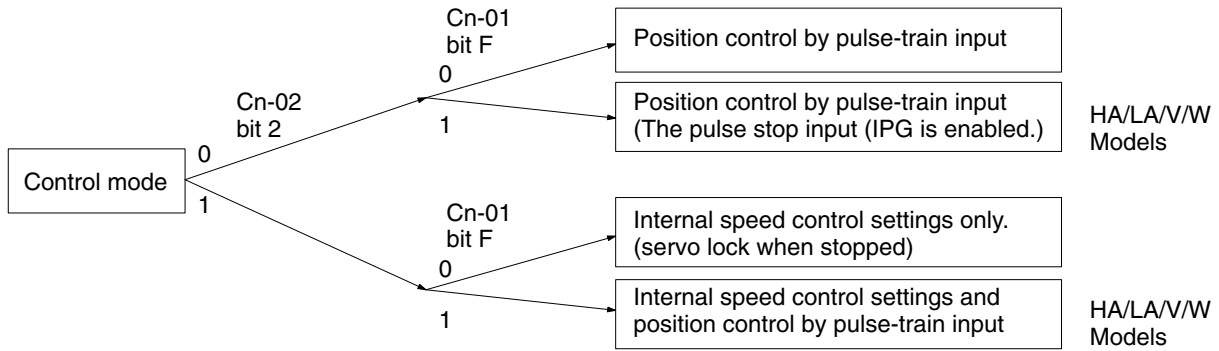 Cn-01
bit F
0
1
Position control by pulse-train input
Cn-02
bit 2
Position control by pulse-train input
(The pulse stop input (IPG is enabled.)
HA/LA/V/W
Models
0
Control mode
1
Cn-01
bit F
0
1
Internal speed control settings only.
(servo lock when stopped)
Internal speed control settings and
position control by pulse-train input
HA/LA/V/W
Models